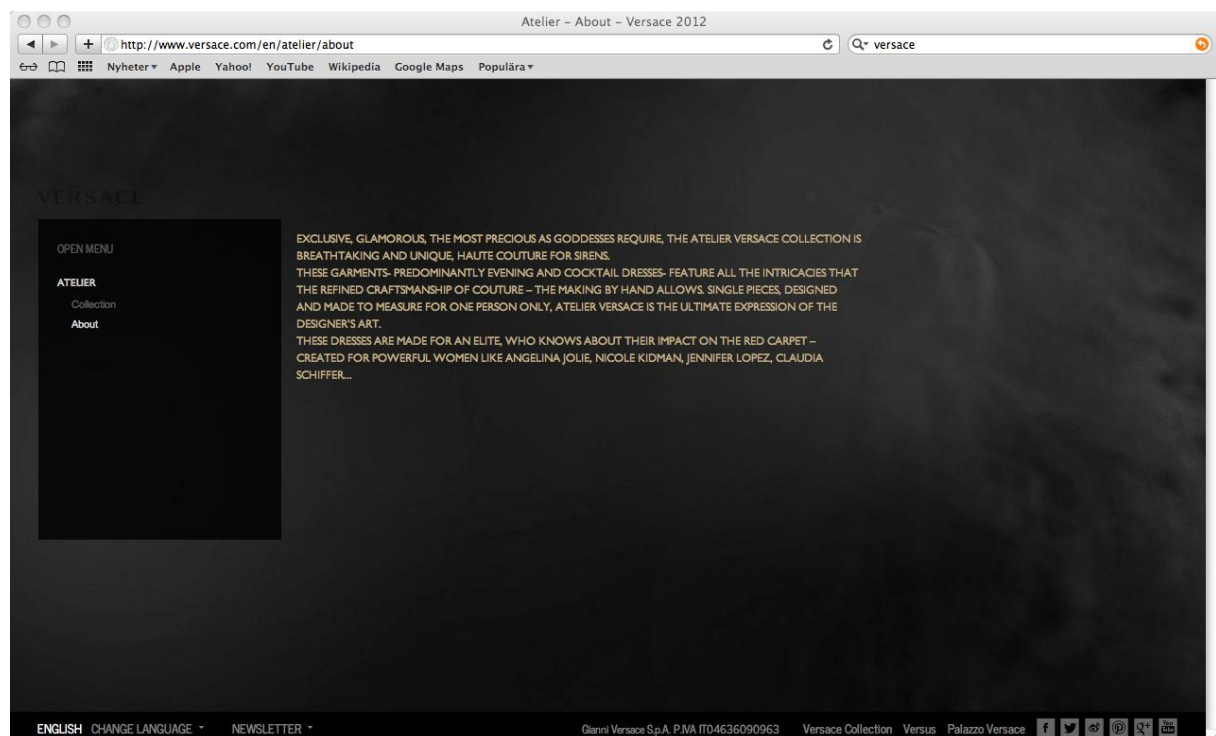 Atelier – About – Versace 2012
http://www.versace.com/en/atelier/about
versace
Nyheter Apple Yahoo! YouTube Wikipedia Google Maps Populära
VERSACE
OPEN MENU
ATELIER
Collection
About
EXCLUSIVE, GLAMOROUS, THE MOST PRECIOUS AS GODDESSES REQUIRE, THE ATELIER VERSACE COLLECTION IS
BREATHTAKING AND UNIQUE, HAUTE COUTURE FOR SIRENS.
THESE GARMENTS- PREDOMINANTLY EVENING AND COCKTAIL DRESSES- FEATURE ALL THE INTRICACIES THAT
THE REFINED CRAFTSMANSHIP OF COUTURE – THE MAKING BY HAND ALLOWS. SINGLE PIECES, DESIGNED
AND MADE TO MEASURE FOR ONE PERSON ONLY, ATELIER VERSACE IS THE ULTIMATE EXPRESSION OF THE
DESIGNER'S ART.
THESE DRESSES ARE MADE FOR AN ELITE, WHO KNOWS ABOUT THEIR IMPACT ON THE RED CARPET –
CREATED FOR POWERFUL WOMEN LIKE ANGELINA JOLIE, NICOLE KIDMAN, JENNIFER LOPEZ, CLAUDIA
SCHIFFER...
ENGLISH CHANGE LANGUAGE NEWSLETTER Gianni Versace S.p.A. P.IVA IT04636090963 Versace Collection Versus Palazzo Versace You Tube